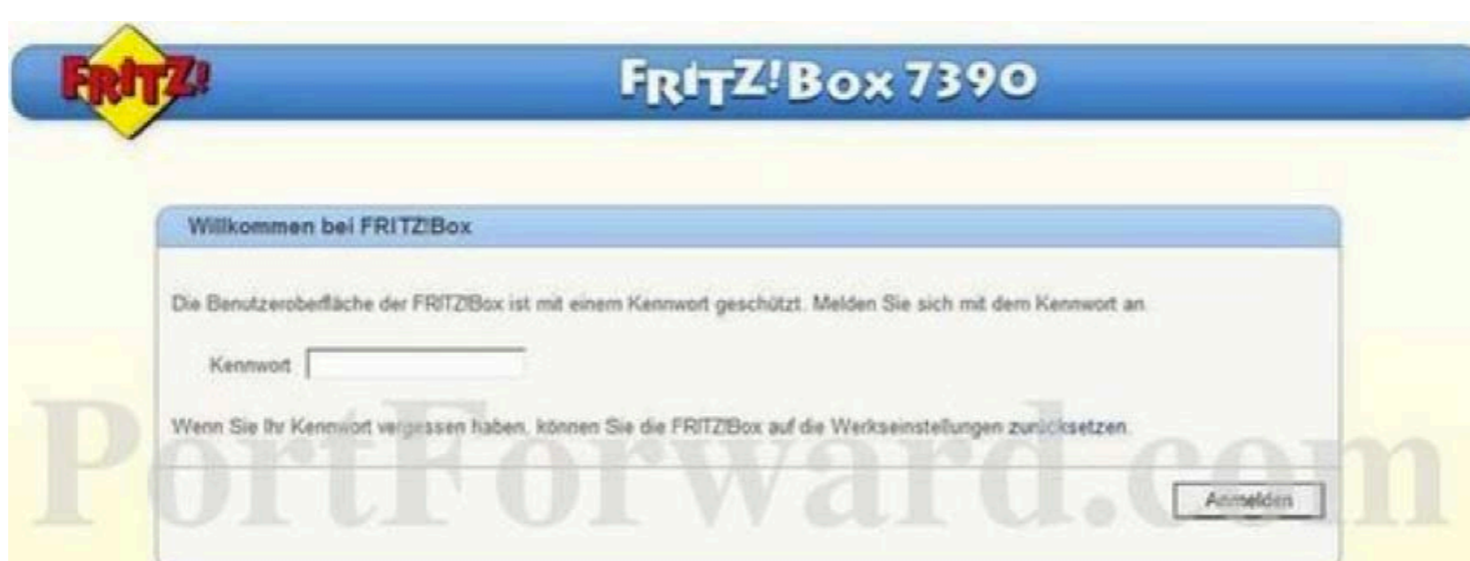 FRITZ!
FRITZ!Box 7390
Willkommen bei FRITZ!Box
Die Benutzeroberfläche der FRITZ!Box ist mit einem Kennwort geschützt. Melden Sie sich mit dem Kennwort an.
Kennwort
Wenn Sie Ihr Kennwort vergessen haben, können Sie die FRITZ!Box auf die Werkseinstellungen zurücksetzen.
PortForward.com
Anmelden